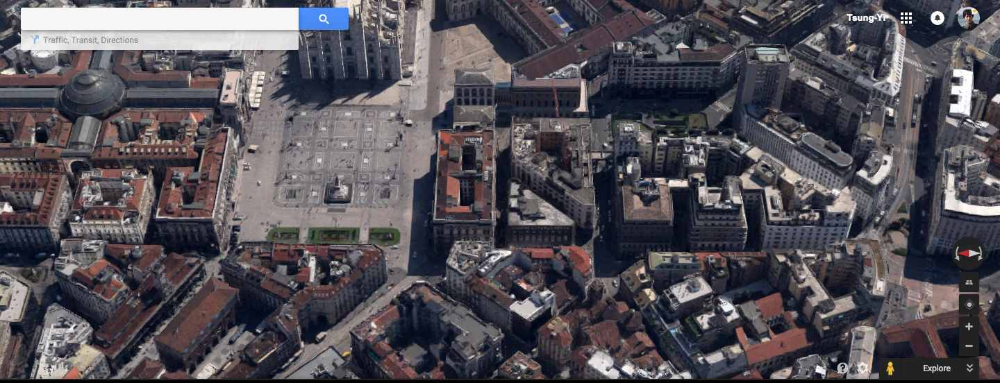 Tsung-Yi
Traffic, Transit, Directions
Explore